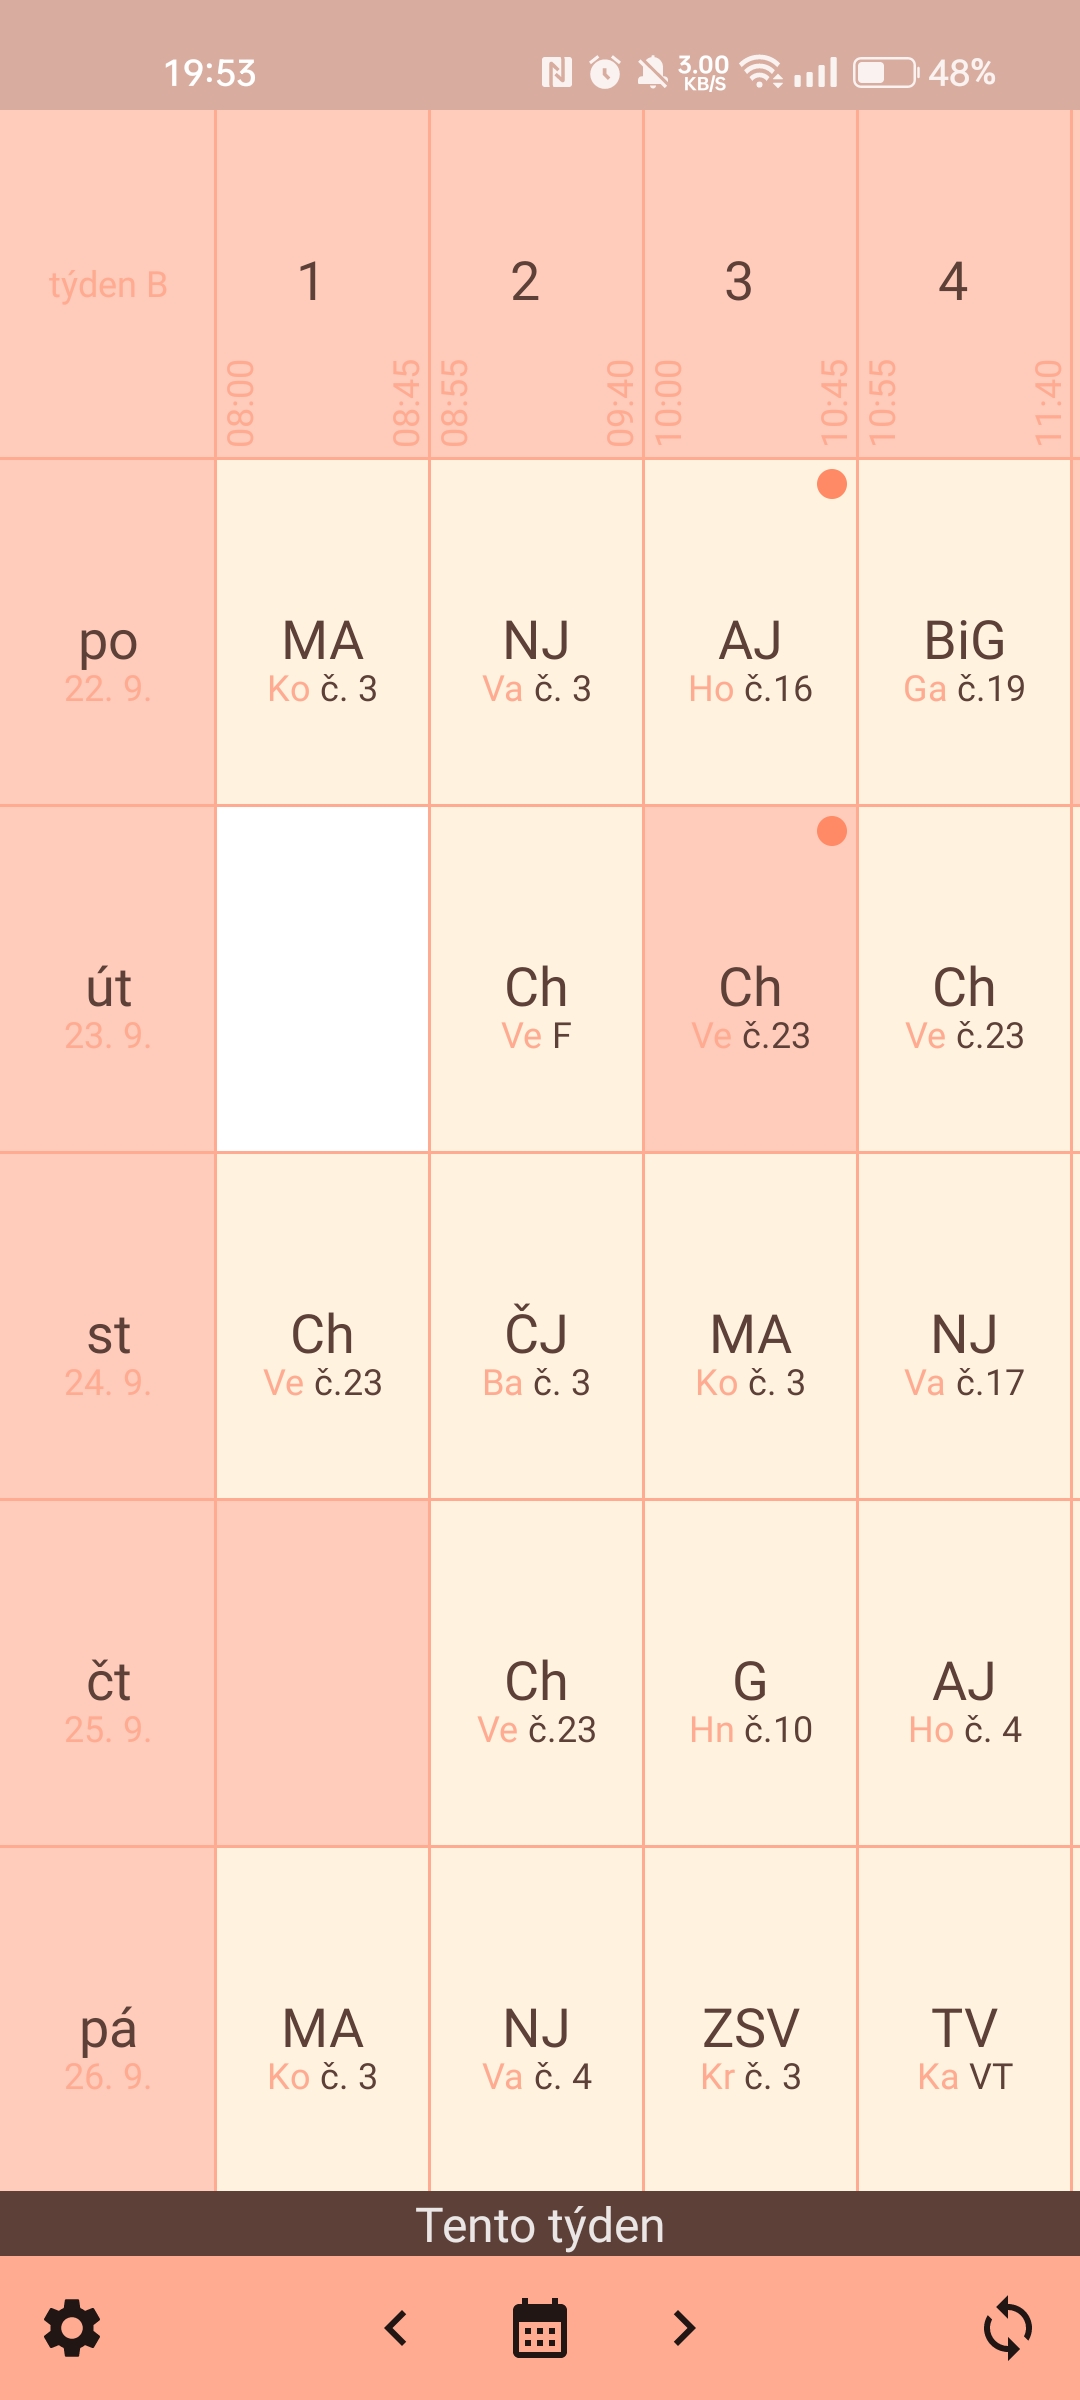 19:53 3.00 KB/S 48%
týden B 1 2 3 4
08:00 08:45 08:55 09:40 10:00 10:45 10:55 11:40
po MA NJ AJ BiG
22. 9. Ko č. 3 Va č. 3 Ho č.16 Ga č.19
út Ch Ch Ch
23. 9. Ve F Ve č.23 Ve č.23
st Ch ČJ MA NJ
24. 9. Ve č.23 Ba č. 3 Ko č. 3 Va č.17
čt Ch G AJ
25. 9. Ve č.23 Hn č.10 Ho č. 4
pá MA NJ ZSV TV
26. 9. Ko č. 3 Va č. 4 Kr č. 3 Ka VT
Tento týden